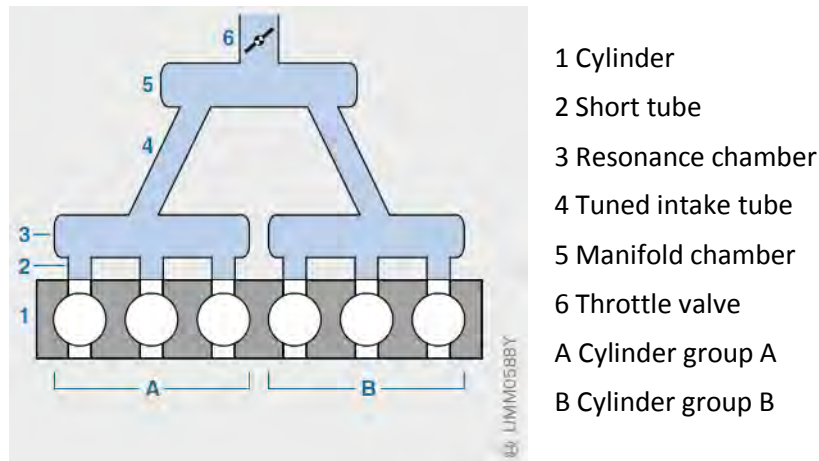 6
5
4
3
2
1
A
B
UMM0588Y
1 Cylinder
2 Short tube
3 Resonance chamber
4 Tuned intake tube
5 Manifold chamber
6 Throttle valve
A Cylinder group A
B Cylinder group B